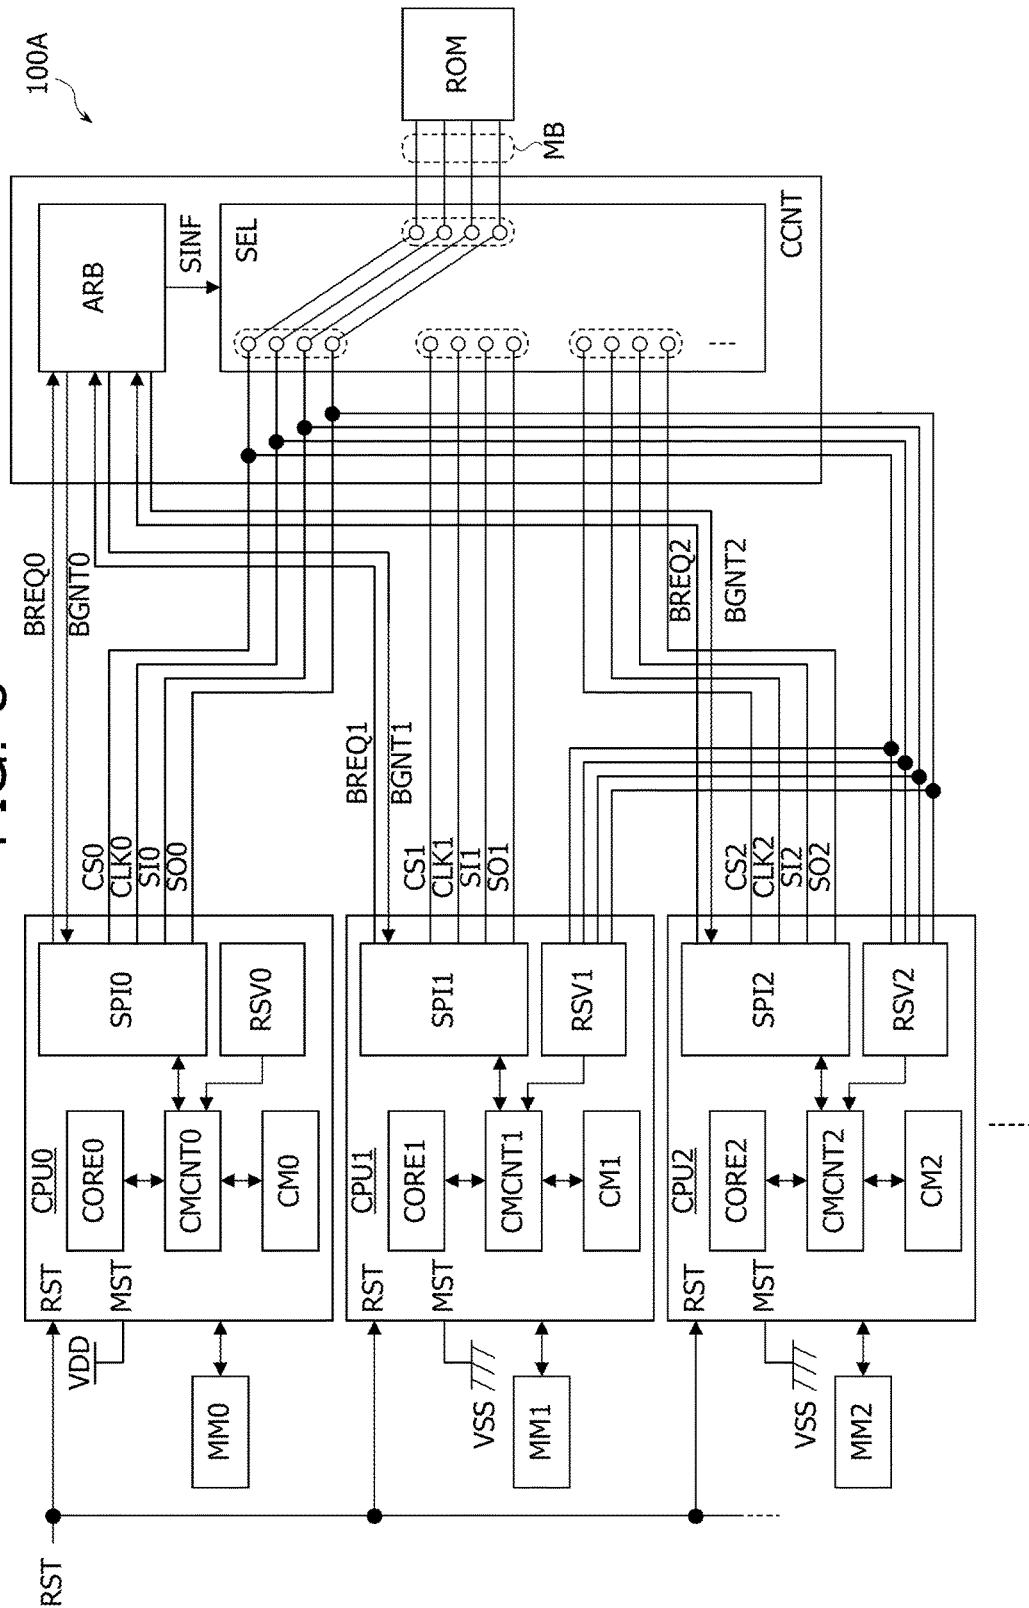 100A
RST
RST
VDD
MST
MM0
CPU0
CORE0
CMCNT0
CM0
SPI0
RSV0
CS0
CLK0
SI0
SO0
BREQ0
BGNT0
RST
MST
VSS
MM1
CPU1
CORE1
CMCNT1
CM1
SPI1
RSV1
CS1
CLK1
SI1
SO1
BREQ1
BGNT1
RST
MST
VSS
MM2
CPU2
CORE2
CMCNT2
CM2
SPI2
RSV2
CS2
CLK2
SI2
SO2
BREQ2
BGNT2
ARB
SINF
SEL
CCNT
MB
ROM